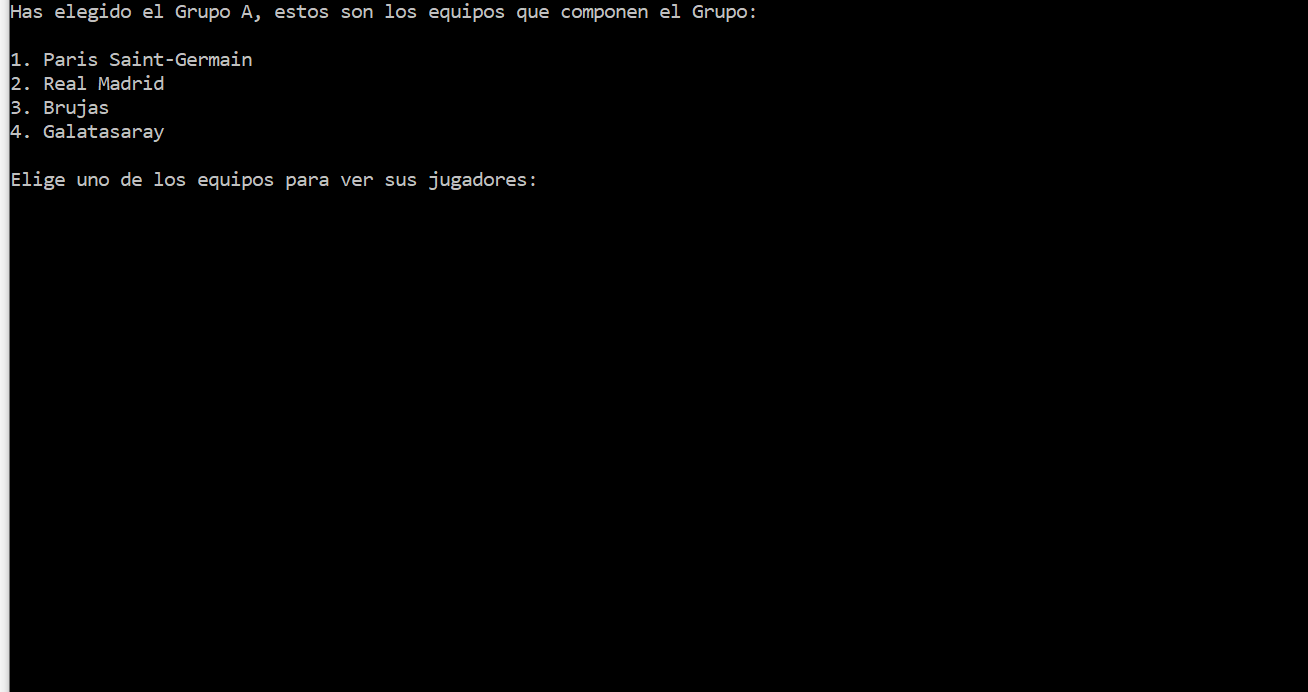 Has elegido el Grupo A, estos son los equipos que componen el Grupo:
1. Paris Saint-Germain
2. Real Madrid
3. Brujas
4. Galatasaray
Elige uno de los equipos para ver sus jugadores: